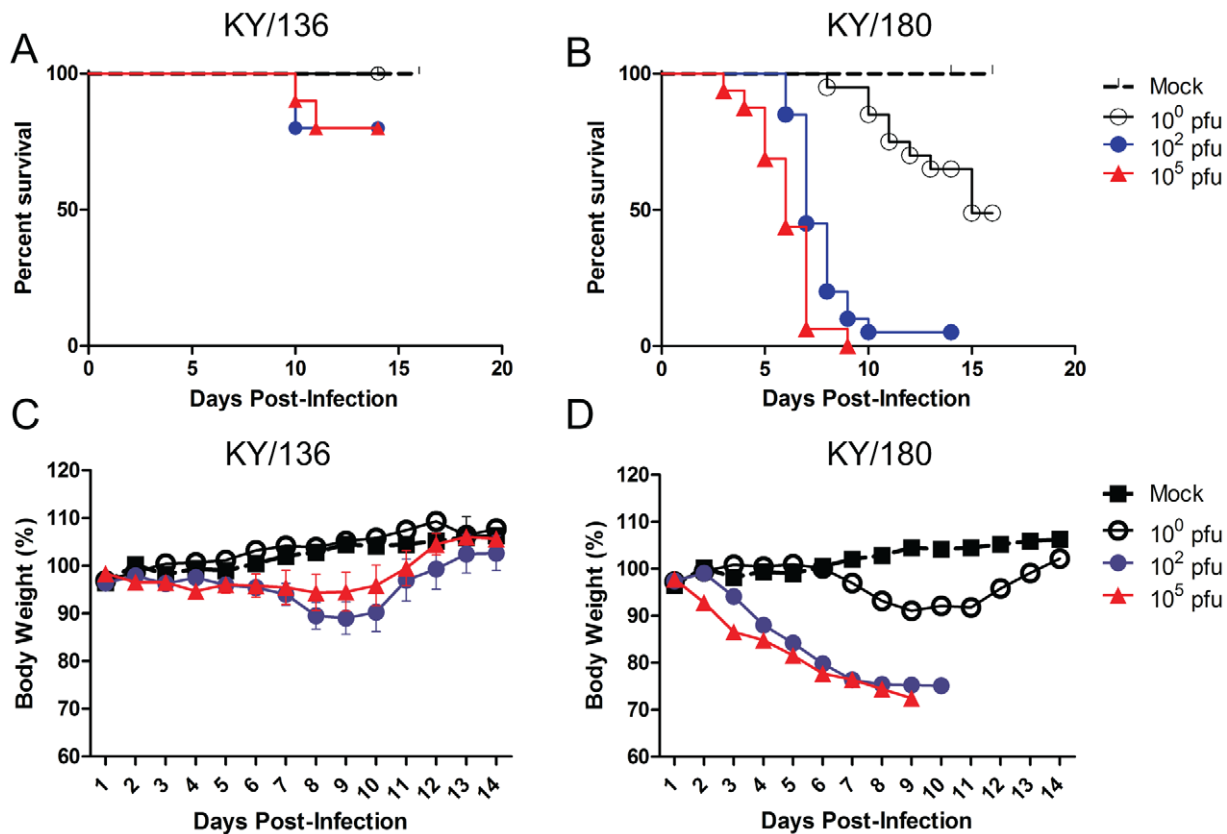 A
KY/136
Percent survival
100
50
0
0
5
10
15
20
Days Post-Infection
B
KY/180
Percent survival
100
50
0
0
5
10
15
20
Days Post-Infection
Mock
10⁰ pfu
10² pfu
10⁵ pfu
C
KY/136
Body Weight (%)
120
110
100
90
80
70
60
1
2
3
4
5
6
7
8
9
10
11
12
13
14
Days Post-Infection
D
KY/180
Body Weight (%)
120
110
100
90
80
70
60
1
2
3
4
5
6
7
8
9
10
11
12
13
14
Days Post-Infection
Mock
10⁰ pfu
10² pfu
10⁵ pfu